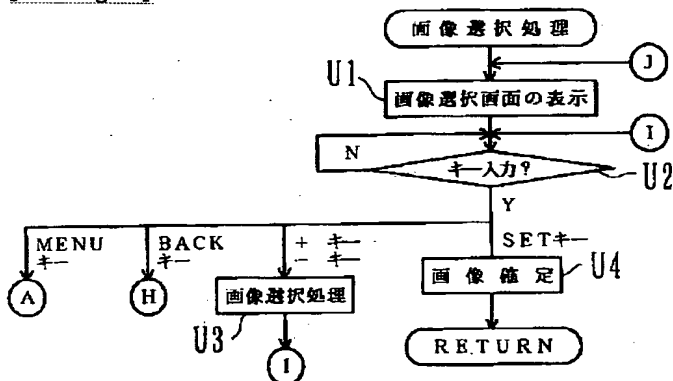 画像選択処理
J
U1
画像選択画面の表示
I
N
キー入力?
U2
Y
MENU
キー
BACK
キー
+ キー
- キー
SETキー
A
H
画像選択処理
画像確定
U4
U3
I
RETURN